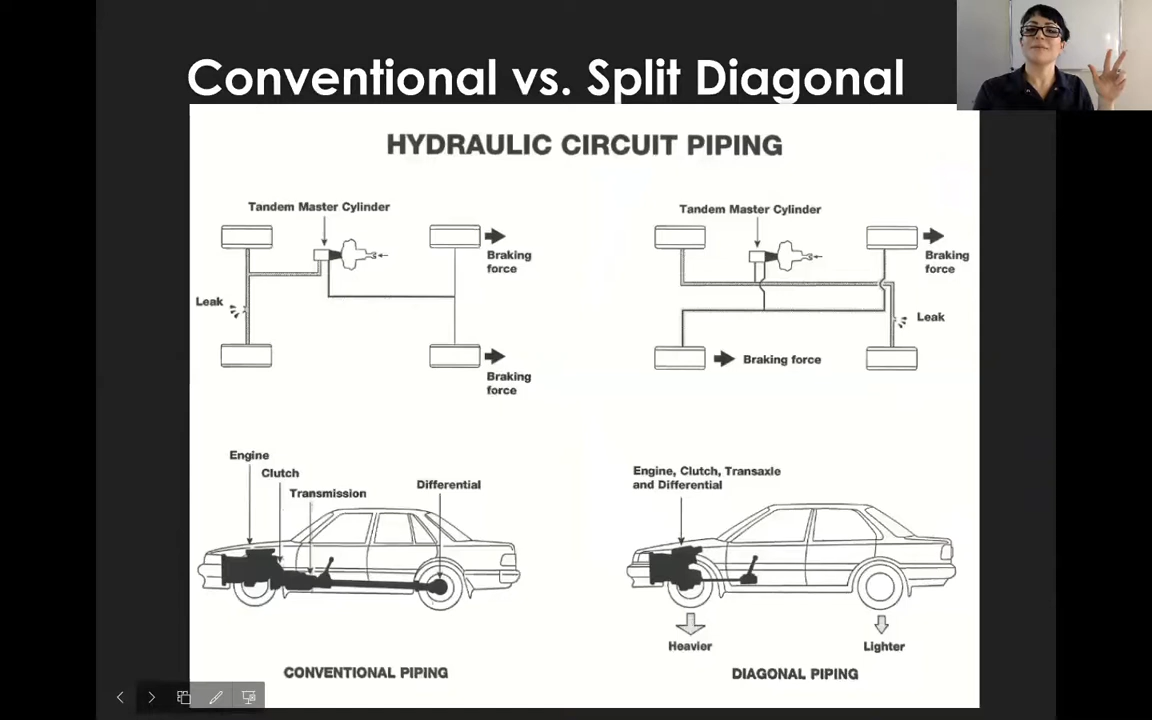 Conventional vs. Split Diagonal
HYDRAULIC CIRCUIT PIPING
Tandem Master Cylinder
Braking
force
Leak
Braking
force
Tandem Master Cylinder
Braking
force
Leak
Braking force
Engine
Clutch
Transmission
Differential
CONVENTIONAL PIPING
Engine, Clutch, Transaxle
and Differential
Heavier
Lighter
DIAGONAL PIPING